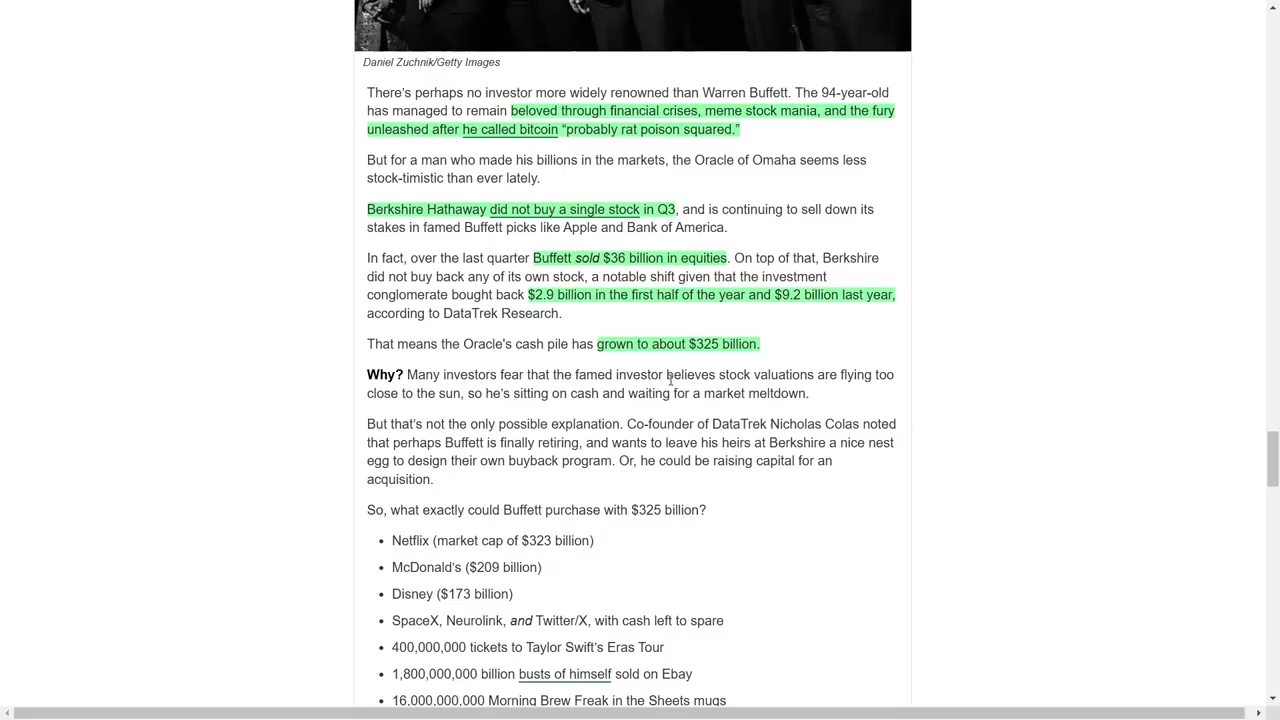 Daniel Zuchnik/Getty Images
There's perhaps no investor more widely renowned than Warren Buffett. The 94-year-old
has managed to remain beloved through financial crises, meme stock mania, and the fury
unleashed after he called bitcoin “probably rat poison squared.”
But for a man who made his billions in the markets, the Oracle of Omaha seems less
stock-timistic than ever lately.
Berkshire Hathaway did not buy a single stock in Q3, and is continuing to sell down its
stakes in famed Buffett picks like Apple and Bank of America.
In fact, over the last quarter Buffett sold $36 billion in equities. On top of that, Berkshire
did not buy back any of its own stock, a notable shift given that the investment
conglomerate bought back $2.9 billion in the first half of the year and $9.2 billion last year,
according to DataTrek Research.
That means the Oracle's cash pile has grown to about $325 billion.
Why? Many investors fear that the famed investor believes stock valuations are flying too
close to the sun, so he's sitting on cash and waiting for a market meltdown.
But that's not the only possible explanation. Co-founder of DataTrek Nicholas Colas noted
that perhaps Buffett is finally retiring, and wants to leave his heirs at Berkshire a nice nest
egg to design their own buyback program. Or, he could be raising capital for an
acquisition.
So, what exactly could Buffett purchase with $325 billion?
• Netflix (market cap of $323 billion)
• McDonald's ($209 billion)
• Disney ($173 billion)
• SpaceX, Neurolink, and Twitter/X, with cash left to spare
• 400,000,000 tickets to Taylor Swift's Eras Tour
• 1,800,000,000 billion busts of himself sold on Ebay
• 16,000,000,000 Morning Brew Freak in the Sheets mugs